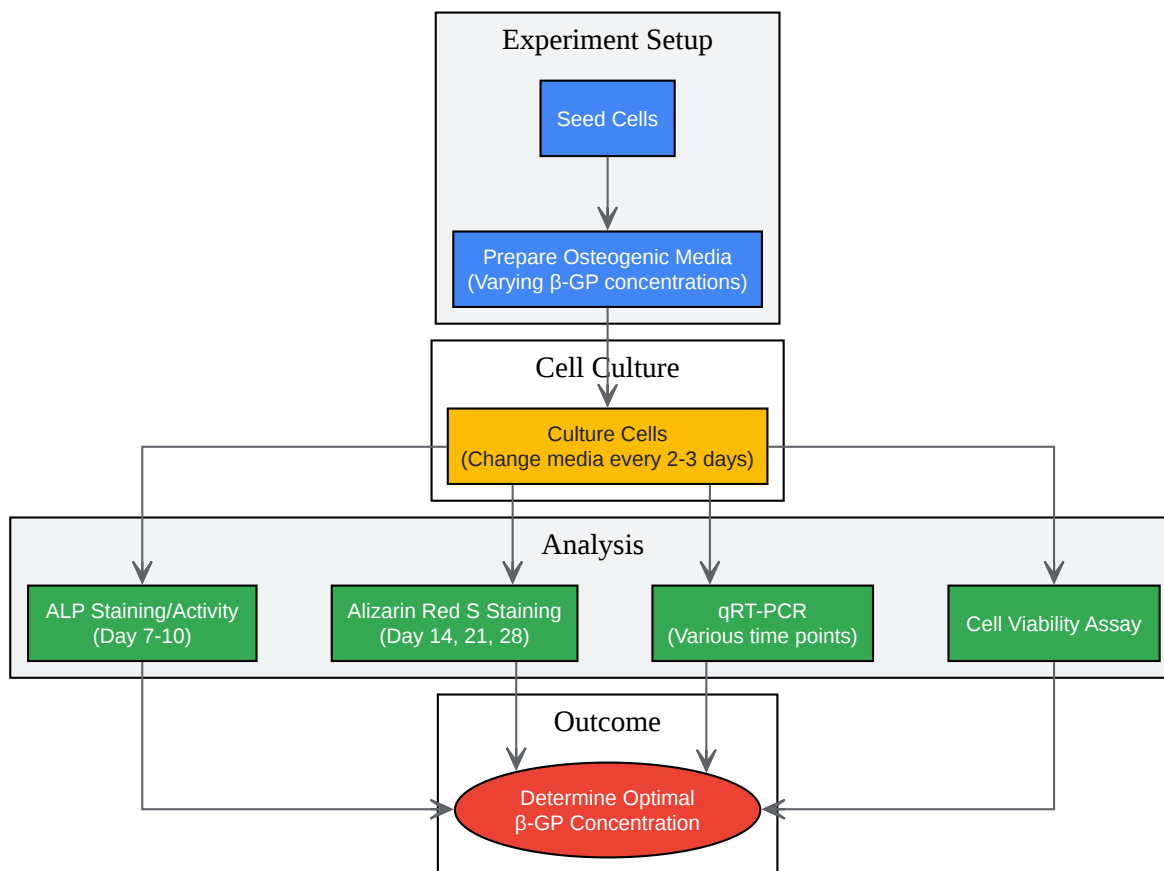 Experiment Setup
Seed Cells
Prepare Osteogenic Media
(Varying β-GP concentrations)
Cell Culture
Culture Cells
(Change media every 2-3 days)
Analysis
ALP Staining/Activity
(Day 7-10)
Alizarin Red S Staining
(Day 14, 21, 28)
qRT-PCR
(Various time points)
Cell Viability Assay
Outcome
Determine Optimal
β-GP Concentration